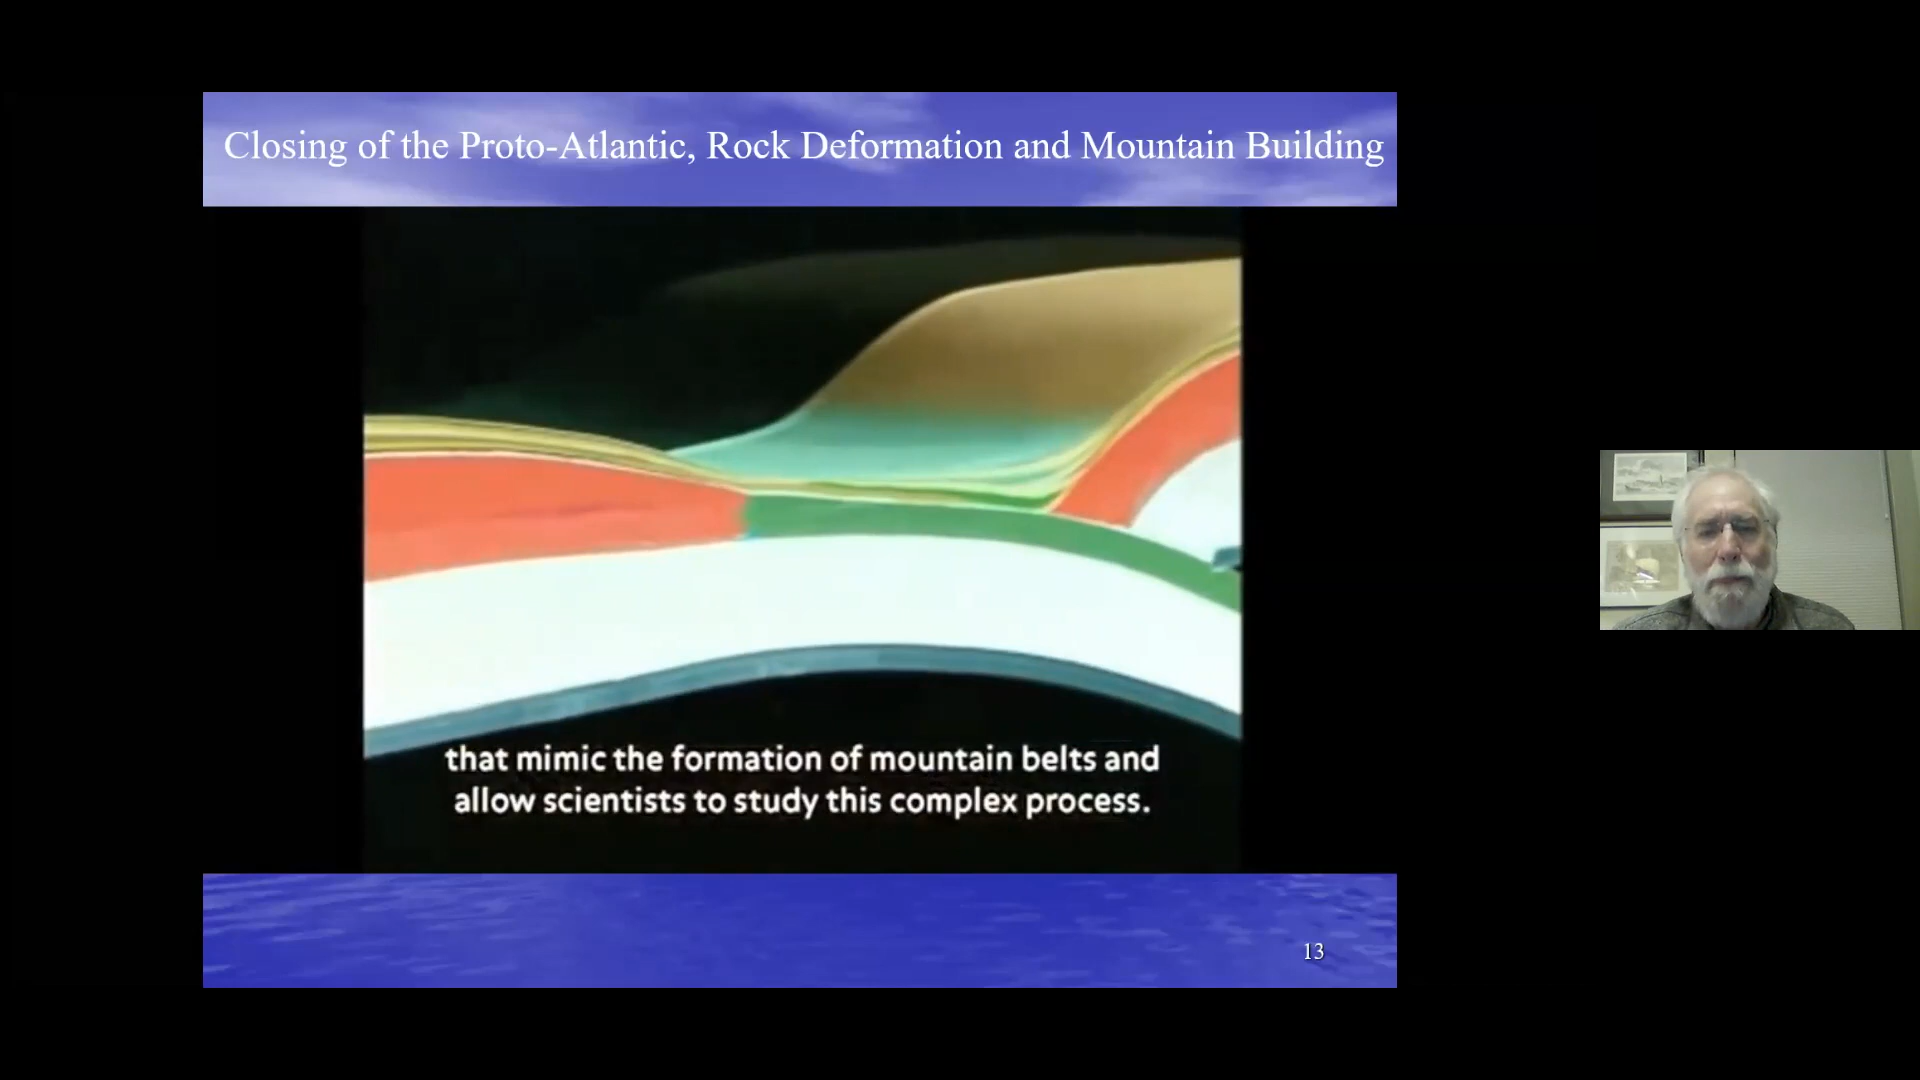 Closing of the Proto-Atlantic, Rock Deformation and Mountain Building
that mimic the formation of mountain belts and
allow scientists to study this complex process.
13